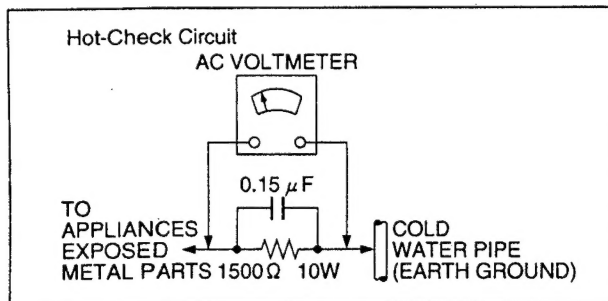 Hot-Check Circuit
AC VOLTMETER
0.15 μF
TO
APPLIANCES
EXPOSED
METAL PARTS 1500Ω 10W
COLD
WATER PIPE
(EARTH GROUND)